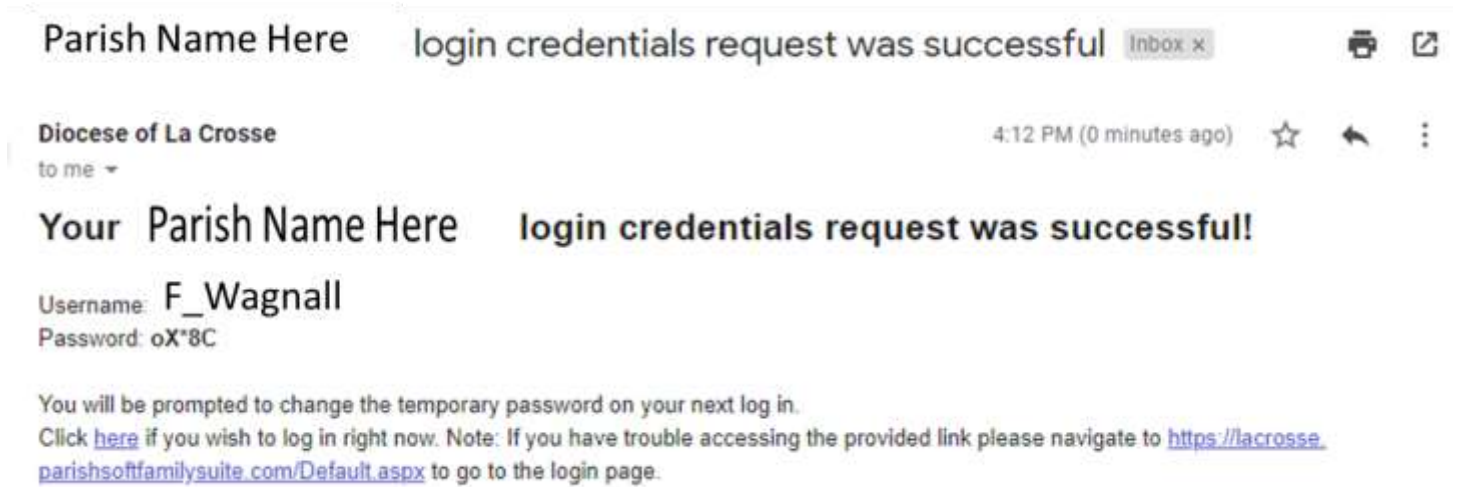 Parish Name Here login credentials request was successful Inbox x
Diocese of La Crosse 4:12 PM (0 minutes ago)
to me
Your Parish Name Here login credentials request was successful!
Username: F_Wagnall
Password: oX*8C
You will be prompted to change the temporary password on your next log in.
Click here if you wish to log in right now. Note: If you have trouble accessing the provided link please navigate to https://lacrosse.
parishsoftfamilysuite.com/Default.aspx to go to the login page.